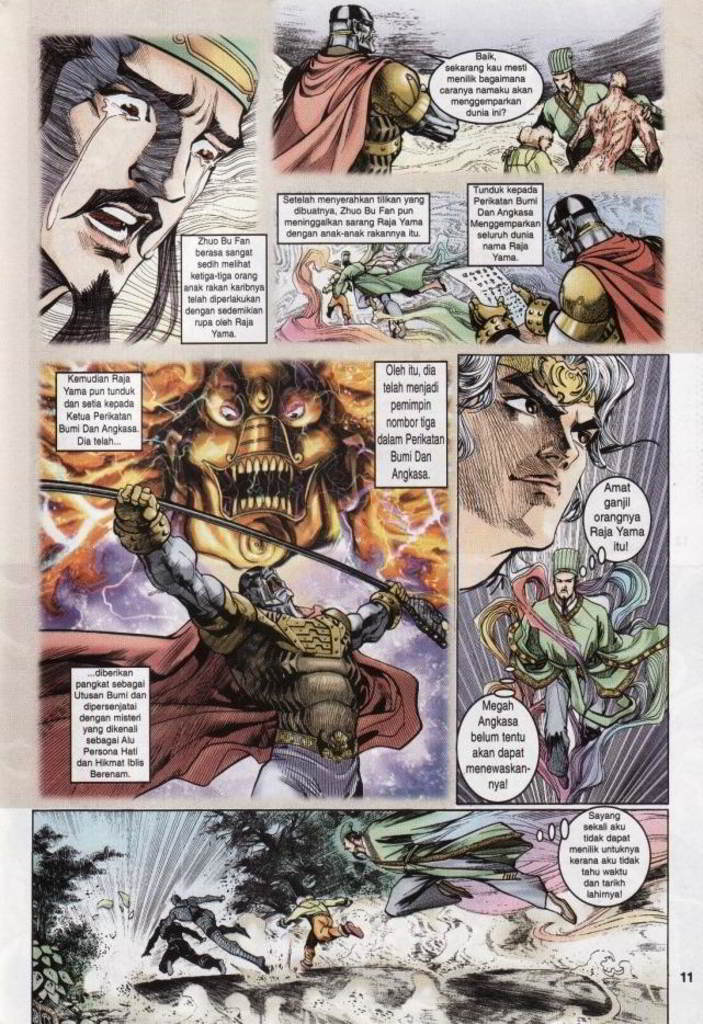 Baik,
sekarang kau mesti
menilik bagaimana
caranya namaku akan
menggemparkan
dunia ini?
Zhuo Bu Fan
berasa sangat
sedih melihat
ketiga-tiga orang
anak rakan karibnya
telah diperlakukan
dengan sedemikian
rupa oleh Raja
Yama.
Setelah menyerahkan tilikan yang
dibuatnya, Zhuo Bu Fan pun
meninggalkan sarang Raja Yama
dengan anak-anak rakannya itu.
Tunduk kepada
Perikatan Bumi
Dan Angkasa
Menggemparkan
seluruh dunia
nama Raja
Yama.
Kemudian Raja
Yama pun tunduk
dan setia kepada
Ketua Perikatan
Bumi Dan Angkasa.
Dia telah...
Oleh itu, dia
telah menjadi
pemimpin
nombor tiga
dalam Perikatan
Bumi Dan
Angkasa.
...diberikan
pangkat sebagai
Utusan Bumi dan
dipersenjatai
dengan misteri
yang dikenali
sebagai Alu
Persona Hati
dan Hikmat Iblis
Berenam.
Amat
ganjil
orangnya
Raja Yama
itu!
Megah
Angkasa
belum tentu
akan dapat
menewaskan-
nya!
Sayang
sekali aku
tidak dapat
menilik untuknya
kerana aku tidak
tahu waktu
dan tarikh
lahirnya!
11